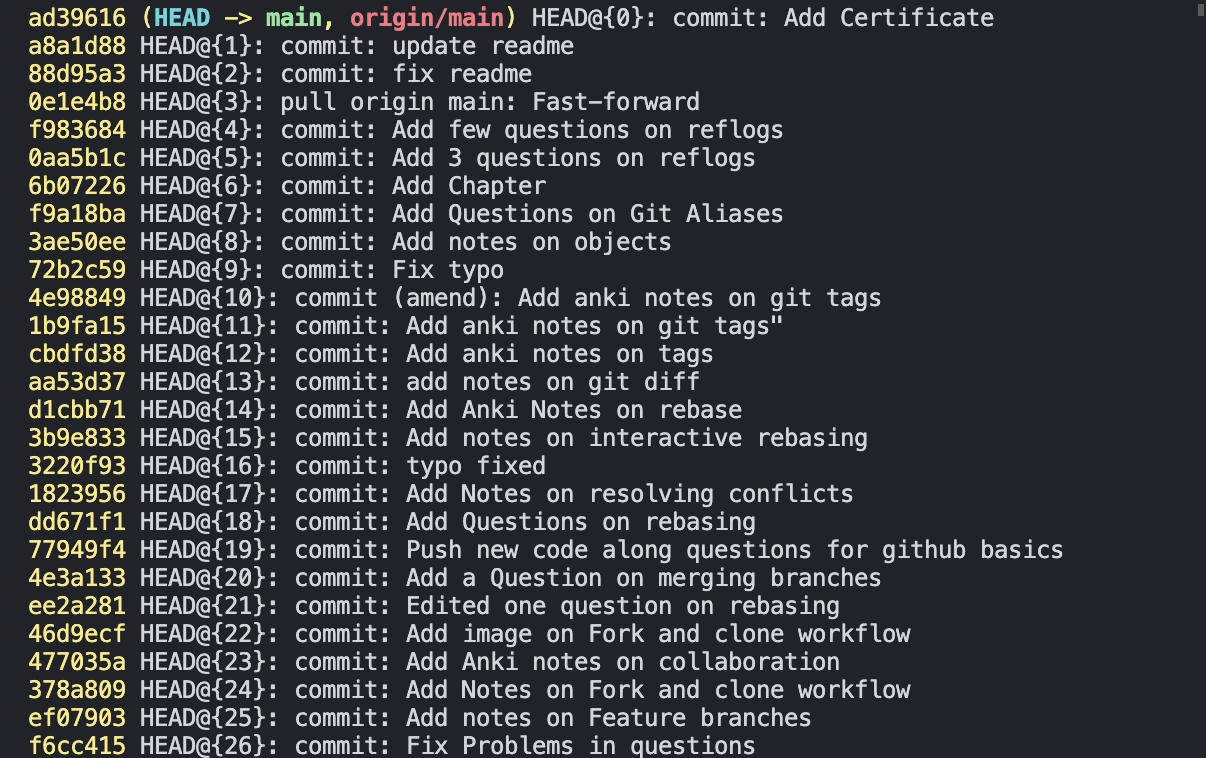 ad39616 (HEAD -> main, origin/main) HEAD@{0}: commit: Add Certificate
a8a1d88 HEAD@{1}: commit: update readme
88d95a3 HEAD@{2}: commit: fix readme
0e1e4b8 HEAD@{3}: pull origin main: Fast-forward
f983684 HEAD@{4}: commit: Add few questions on reflogs
0aa5b1c HEAD@{5}: commit: Add 3 questions on reflogs
6b07226 HEAD@{6}: commit: Add Chapter
f9a18ba HEAD@{7}: commit: Add Questions on Git Aliases
3ae50ee HEAD@{8}: commit: Add notes on objects
72b2c59 HEAD@{9}: commit: Fix typo
4e98849 HEAD@{10}: commit (amend): Add anki notes on git tags
1b9fa15 HEAD@{11}: commit: Add anki notes on git tags"
cbdfd38 HEAD@{12}: commit: Add anki notes on tags
aa53d37 HEAD@{13}: commit: add notes on git diff
d1cbb71 HEAD@{14}: commit: Add Anki Notes on rebase
3b9e833 HEAD@{15}: commit: Add notes on interactive rebasing
3220f93 HEAD@{16}: commit: typo fixed
1823956 HEAD@{17}: commit: Add Notes on resolving conflicts
dd671f1 HEAD@{18}: commit: Add Questions on rebasing
77949f4 HEAD@{19}: commit: Push new code along questions for github basics
4e3a133 HEAD@{20}: commit: Add a Question on merging branches
ee2a281 HEAD@{21}: commit: Edited one question on rebasing
46d9ecf HEAD@{22}: commit: Add image on Fork and clone workflow
477035a HEAD@{23}: commit: Add Anki notes on collaboration
378a809 HEAD@{24}: commit: Add Notes on Fork and clone workflow
ef07903 HEAD@{25}: commit: Add notes on Feature branches
f6cc415 HEAD@{26}: commit: Fix Problems in questions